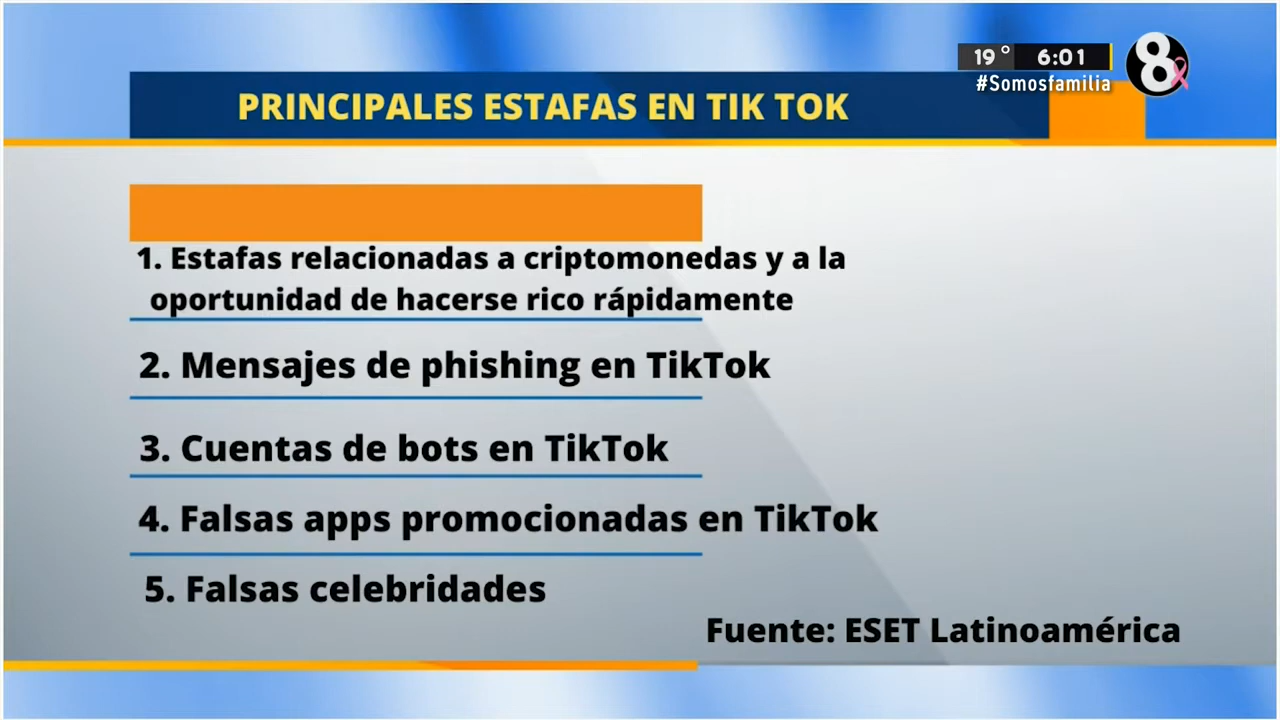 19° 6:01
8
#Somosfamilia
PRINCIPALES ESTAFAS EN TIK TOK
1. Estafas relacionadas a criptomonedas y a la
oportunidad de hacerse rico rápidamente
2. Mensajes de phishing en TikTok
3. Cuentas de bots en TikTok
4. Falsas apps promocionadas en TikTok
5. Falsas celebridades
Fuente: ESET Latinoamérica